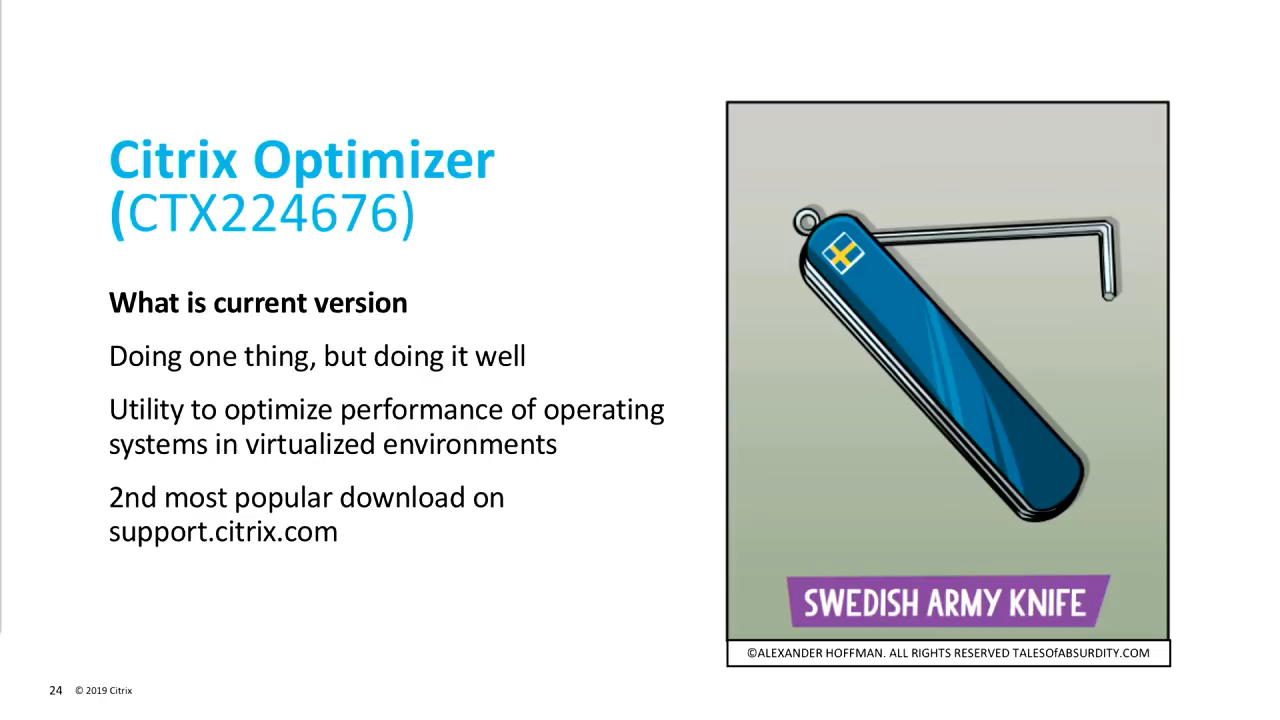 Citrix Optimizer
(CTX224676)
What is current version
Doing one thing, but doing it well
Utility to optimize performance of operating
systems in virtualized environments
2nd most popular download on
support.citrix.com
SWEDISH ARMY KNIFE
©ALEXANDER HOFFMAN. ALL RIGHTS RESERVED TALESOfABSURDITY.COM
24 © 2019 Citrix